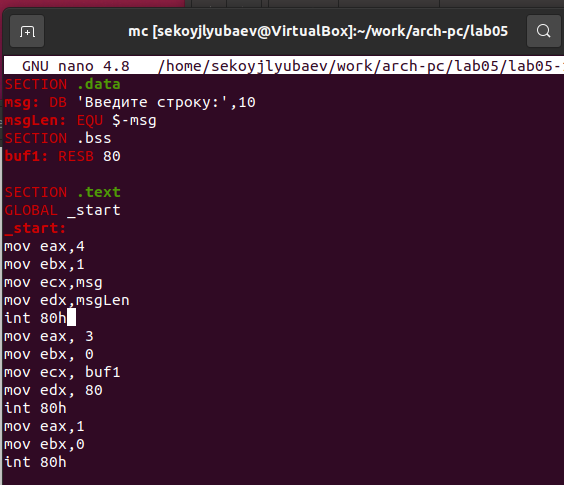 mc [sekoyjlyubaev@VirtualBox]:~/work/arch-pc/lab05
GNU nano 4.8 /home/sekoyjlyubaev/work/arch-pc/lab05/lab05-
SECTION .data
msg: DB 'Введите строку:',10
msgLen: EQU $-msg
SECTION .bss
buf1: RESB 80
SECTION .text
GLOBAL _start
_start:
mov eax,4
mov ebx,1
mov ecx,msg
mov edx,msgLen
int 80h
mov eax, 3
mov ebx, 0
mov ecx, buf1
mov edx, 80
int 80h
mov eax,1
mov ebx,0
int 80h